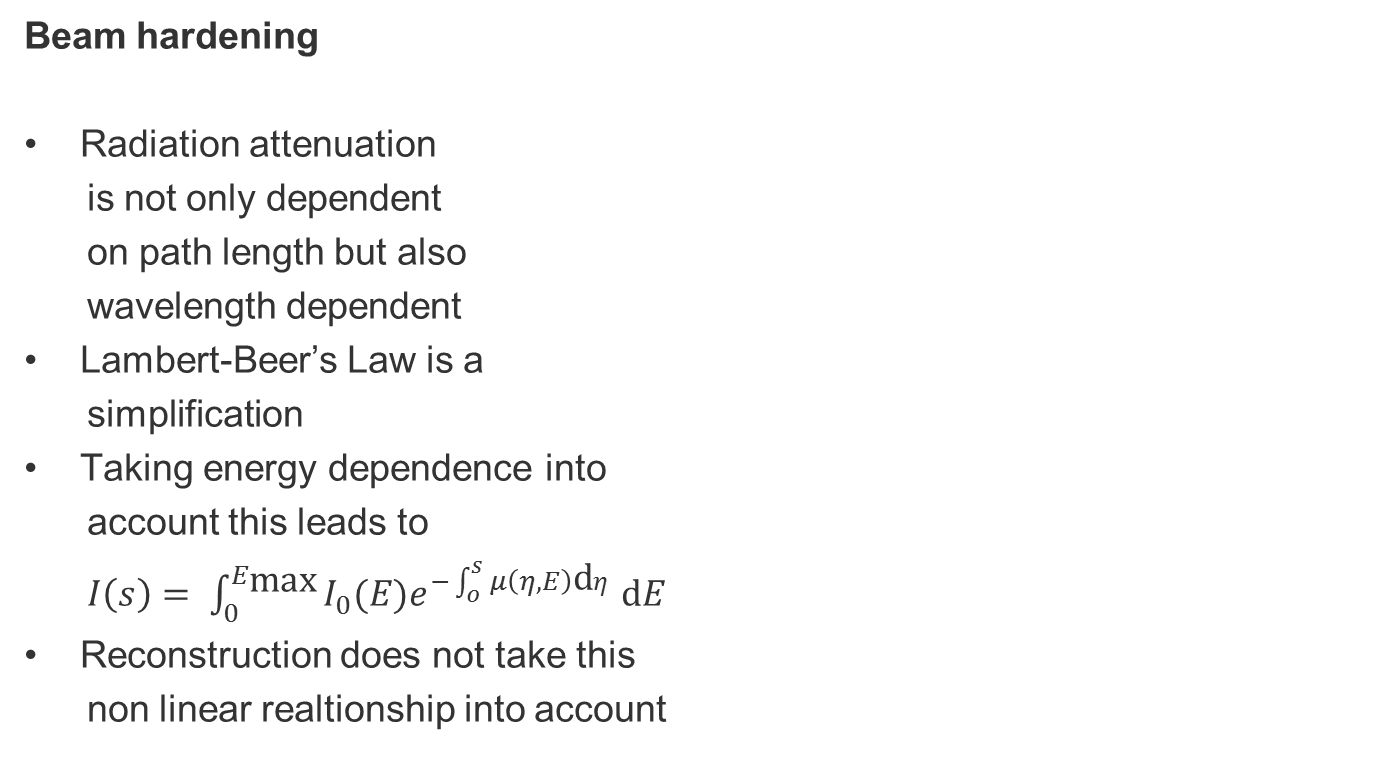 Beam hardening
• Radiation attenuation
is not only dependent
on path length but also
wavelength dependent
• Lambert-Beer’s Law is a
simplification
• Taking energy dependence into
account this leads to
I(s) = ∫₀^Emax I₀(E)e^{−∫ₒ^s μ(η,E)dη} dE
• Reconstruction does not take this
non linear realtionship into account